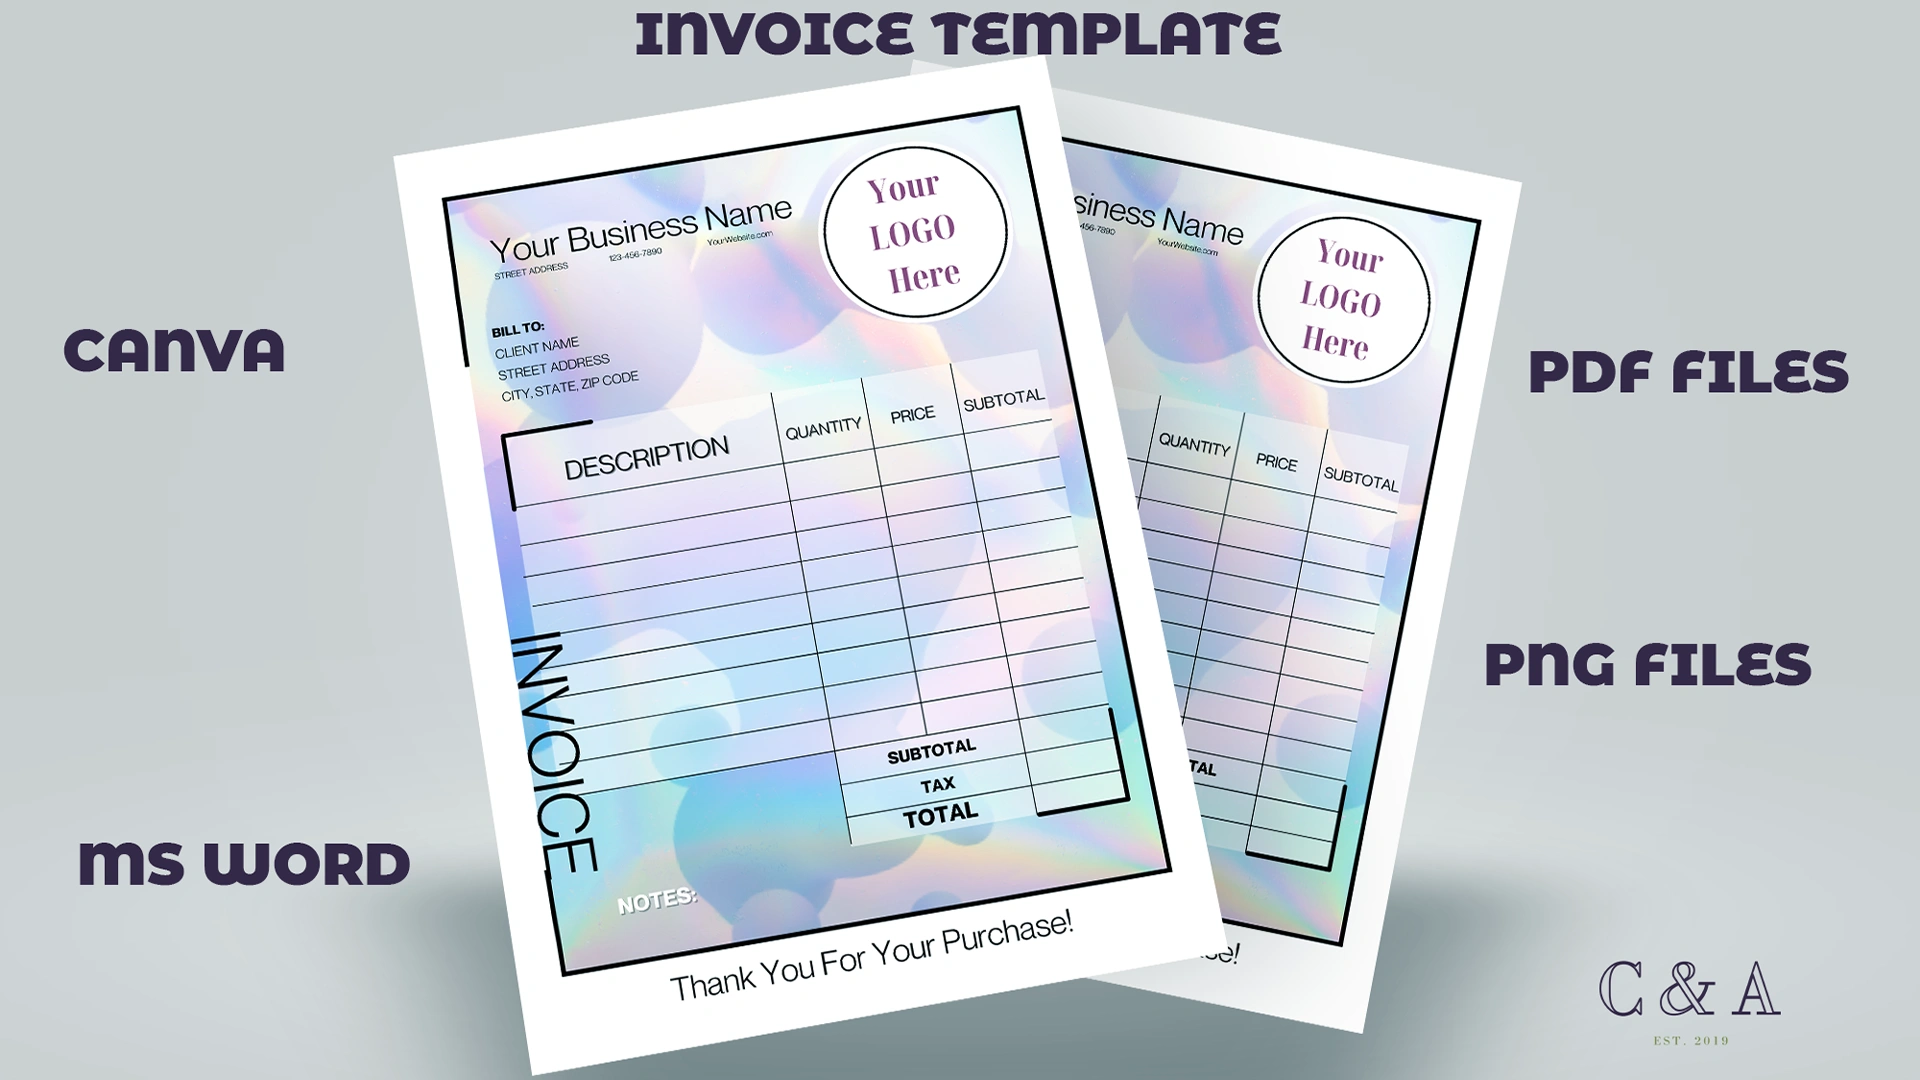 INVOICE TEMPLATE
CANVA
MS WORD
PDF FILES
PNG FILES
Your Business Name
STREET ADDRESS 123-456-7890 YourWebsite.com
Your
LOGO
Here
BILL TO:
CLIENT NAME
STREET ADDRESS
CITY, STATE, ZIP CODE
DESCRIPTION QUANTITY PRICE SUBTOTAL
SUBTOTAL
TAX
TOTAL
INVOICE
NOTES:
Thank You For Your Purchase!
siness Name
456-7890 YourWebsite.com
Your
LOGO
Here
QUANTITY PRICE SUBTOTAL
TAL
se!
C & A
EST. 2019